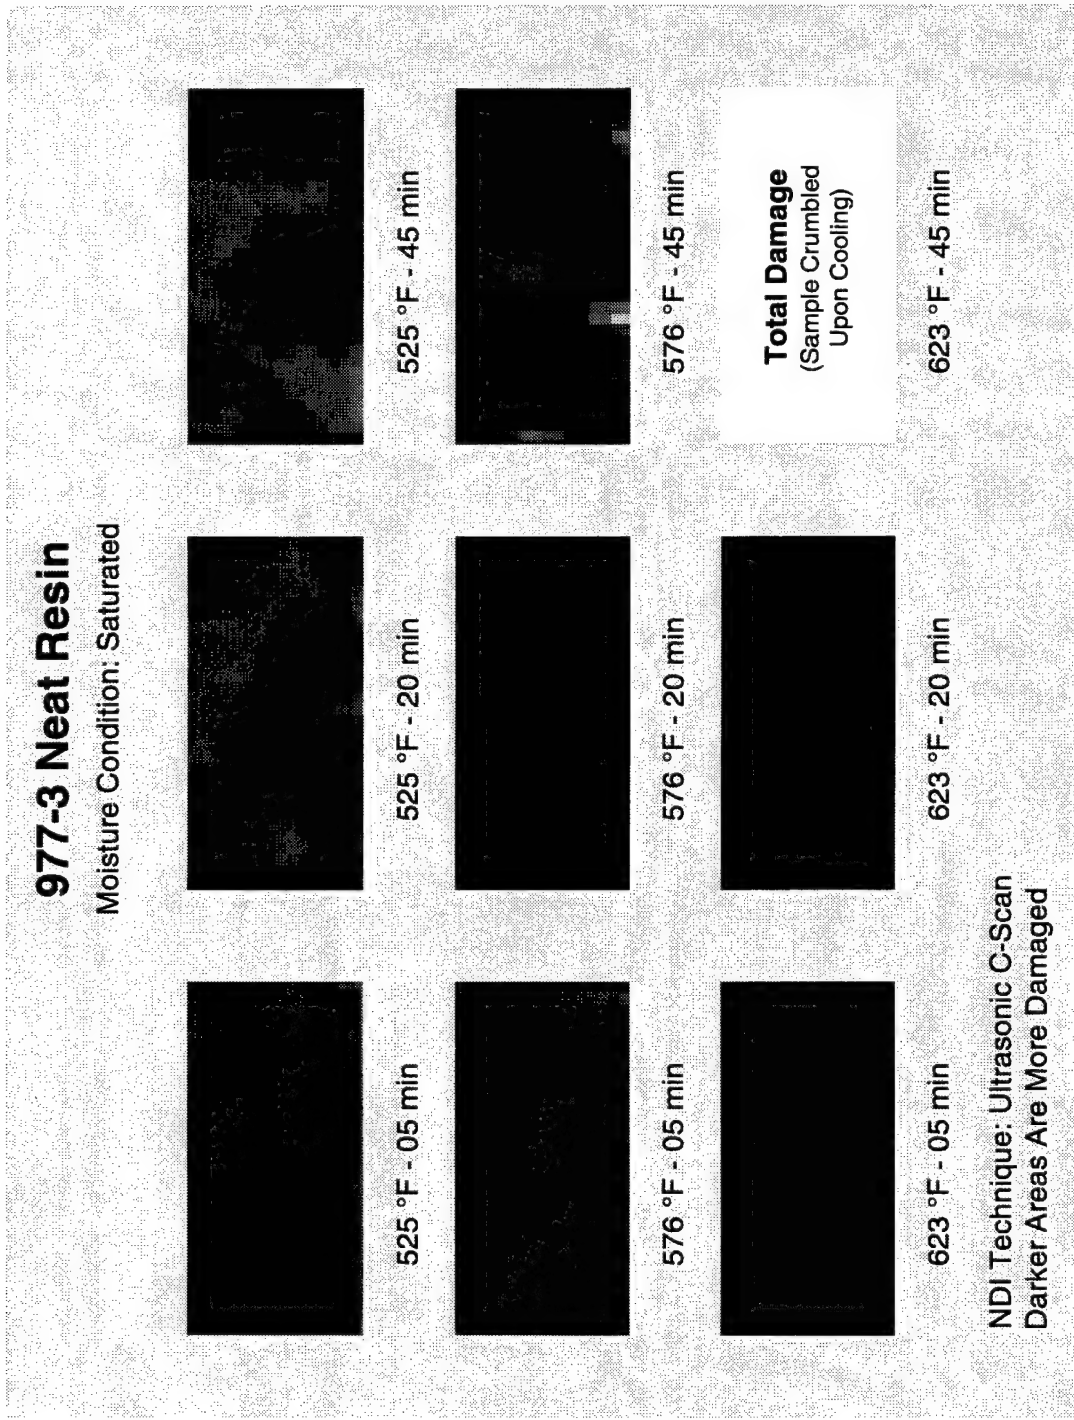 977-3 Neat Resin
Moisture Condition: Saturated
525 °F - 05 min
525 °F - 20 min
525 °F - 45 min
576 °F - 05 min
576 °F - 20 min
576 °F - 45 min
Total Damage
(Sample Crumbled
Upon Cooling)
623 °F - 05 min
623 °F - 20 min
623 °F - 45 min
NDI Technique: Ultrasonic C-Scan
Darker Areas Are More Damaged